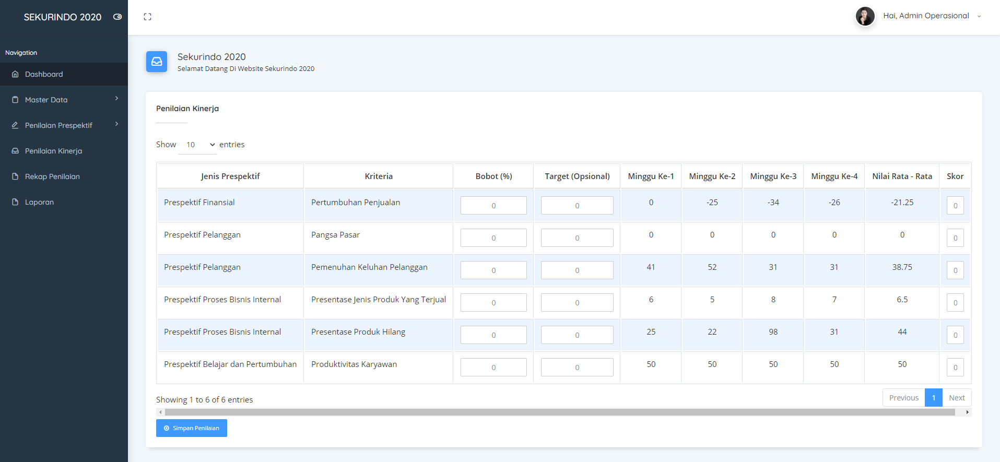 SEKURINDO 2020
Hai, Admin Operasional
Navigation
Dashboard
Master Data
Penilaian Prespektif
Penilaian Kinerja
Rekap Penilaian
Laporan
Sekurindo 2020
Selamat Datang Di Website Sekurindo 2020
Penilaian Kinerja
Show 10 entries
Jenis Prespektif Kriteria Bobot (%) Target (Opsional) Minggu Ke-1 Minggu Ke-2 Minggu Ke-3 Minggu Ke-4 Nilai Rata - Rata Skor
Prespektif Finansial Pertumbuhan Penjualan 0 0 0 -25 -34 -26 -21.25 0
Prespektif Pelanggan Pangsa Pasar 0 0 0 0 0 0 0 0
Prespektif Pelanggan Pemenuhan Keluhan Pelanggan 0 0 41 52 31 31 38.75 0
Prespektif Proses Bisnis Internal Presentase Jenis Produk Yang Terjual 0 0 6 5 8 7 6.5 0
Prespektif Proses Bisnis Internal Presentase Produk Hilang 0 0 25 22 98 31 44 0
Prespektif Belajar dan Pertumbuhan Produktivitas Karyawan 0 0 50 50 50 50 50 0
Showing 1 to 6 of 6 entries
Previous 1 Next
Simpan Penilaian